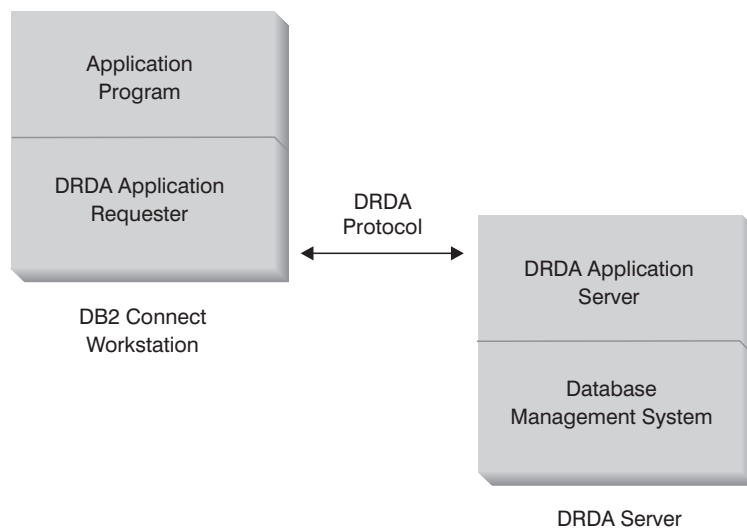 Application
Program
DRDA Application
Requester
DB2 Connect
Workstation
DRDA
Protocol
DRDA Application
Server
Database
Management System
DRDA Server